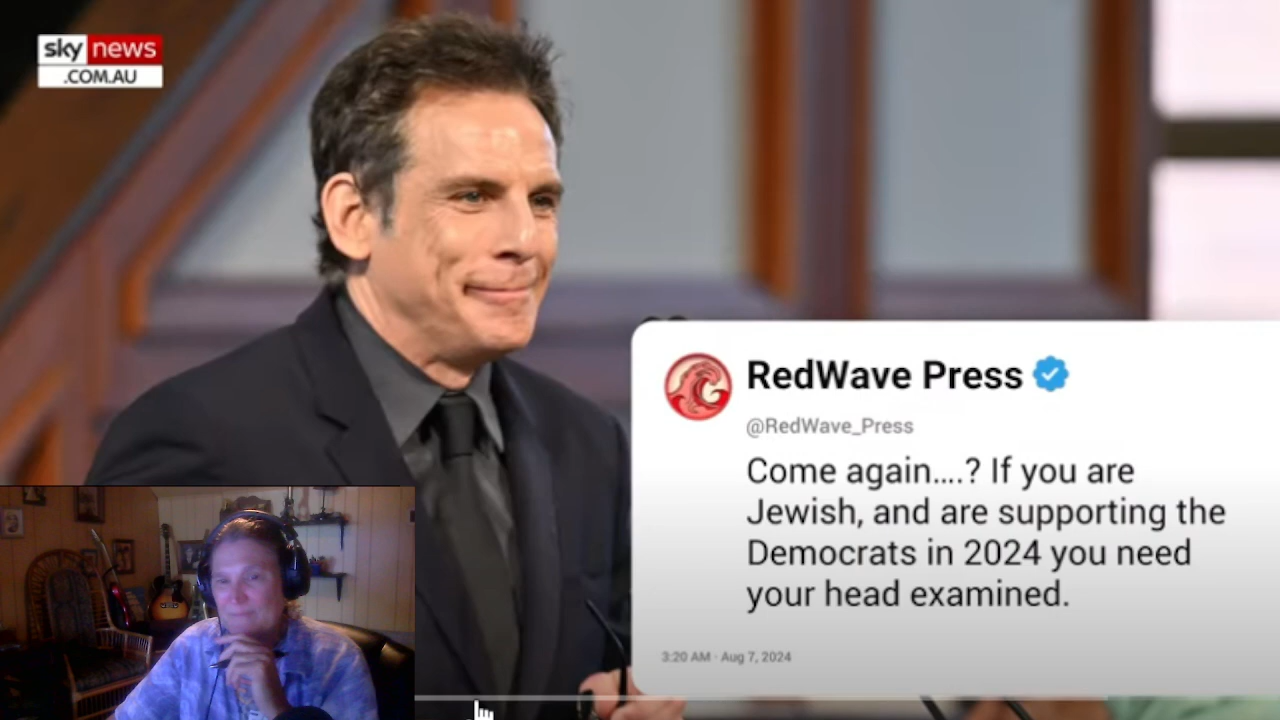 sky news
.COM.AU
RedWave Press
@RedWave_Press
Come again....? If you are
Jewish, and are supporting the
Democrats in 2024 you need
your head examined.
3:20 AM · Aug 7, 2024